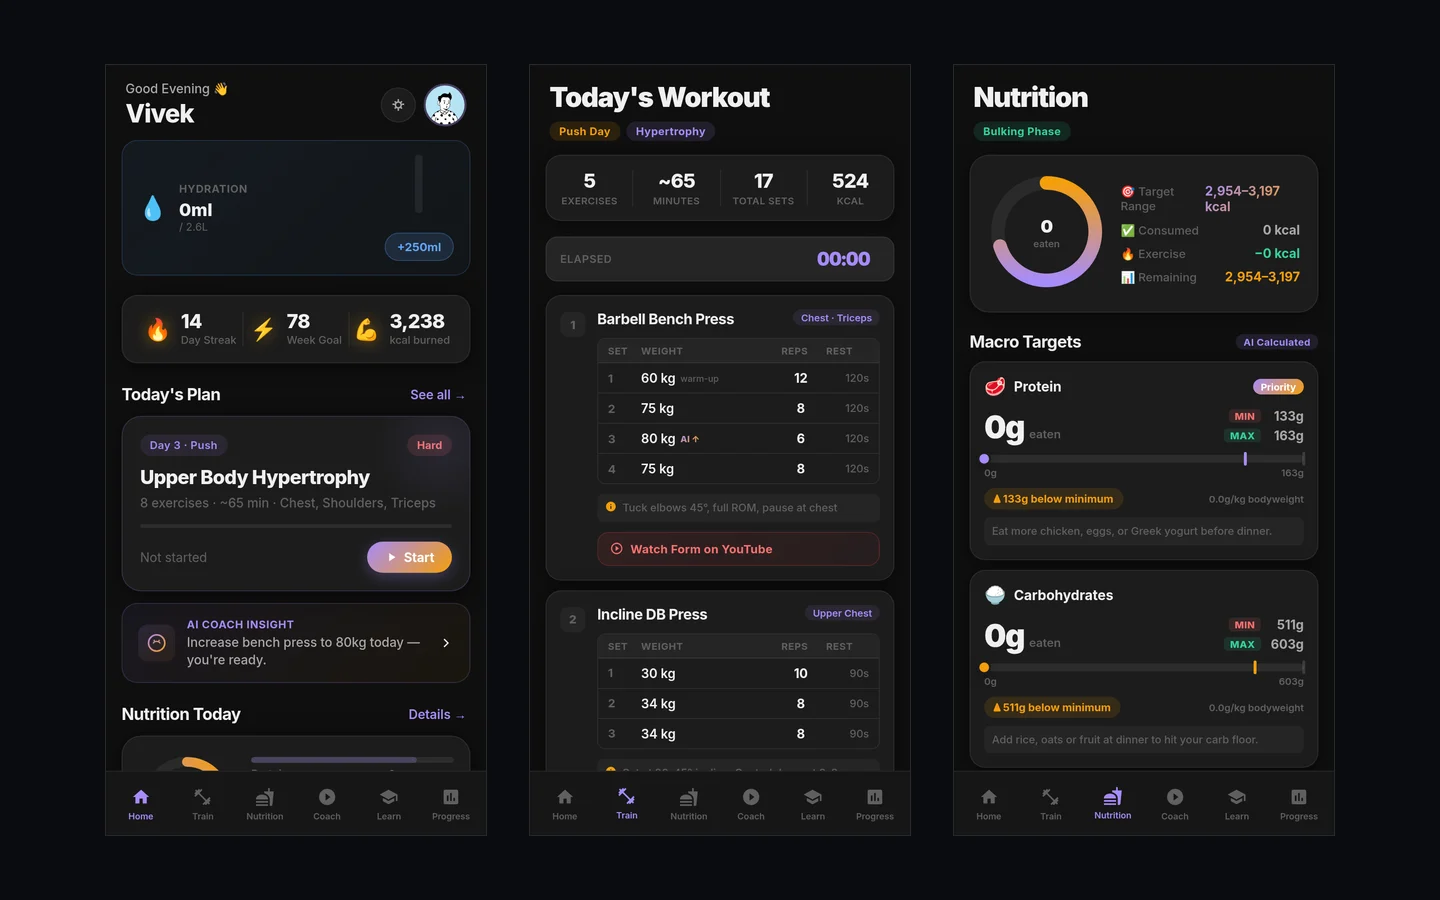 Good Evening 👋
Vivek
HYDRATION
0ml
/ 2.6L
+250ml
14
Day Streak
78
Week Goal
3,238
kcal burned
Today's Plan
See all →
Day 3 · Push
Hard
Upper Body Hypertrophy
8 exercises · ~65 min · Chest, Shoulders, Triceps
Not started
Start
AI COACH INSIGHT
Increase bench press to 80kg today —
you're ready.
Nutrition Today
Details →
Home
Train
Nutrition
Coach
Learn
Progress
Today's Workout
Push Day
Hypertrophy
5
EXERCISES
~65
MINUTES
17
TOTAL SETS
524
KCAL
ELAPSED
00:00
1
Barbell Bench Press
Chest · Triceps
SET WEIGHT REPS REST
1 60 kg warm-up 12 120s
2 75 kg 8 120s
3 80 kg AI ↑ 6 120s
4 75 kg 8 120s
Tuck elbows 45°, full ROM, pause at chest
Watch Form on YouTube
2
Incline DB Press
Upper Chest
SET WEIGHT REPS REST
1 30 kg 10 90s
2 34 kg 8 90s
3 34 kg 8 90s
Home
Train
Nutrition
Coach
Learn
Progress
Nutrition
Bulking Phase
0
eaten
🎯 Target Range 2,954–3,197 kcal
✅ Consumed 0 kcal
🔥 Exercise −0 kcal
📊 Remaining 2,954–3,197
Macro Targets
AI Calculated
Protein
Priority
0g eaten
MIN 133g
MAX 163g
0g 163g
133g below minimum
0.0g/kg bodyweight
Eat more chicken, eggs, or Greek yogurt before dinner.
Carbohydrates
0g eaten
MIN 511g
MAX 603g
0g 603g
511g below minimum
0.0g/kg bodyweight
Add rice, oats or fruit at dinner to hit your carb floor.
Home
Train
Nutrition
Coach
Learn
Progress